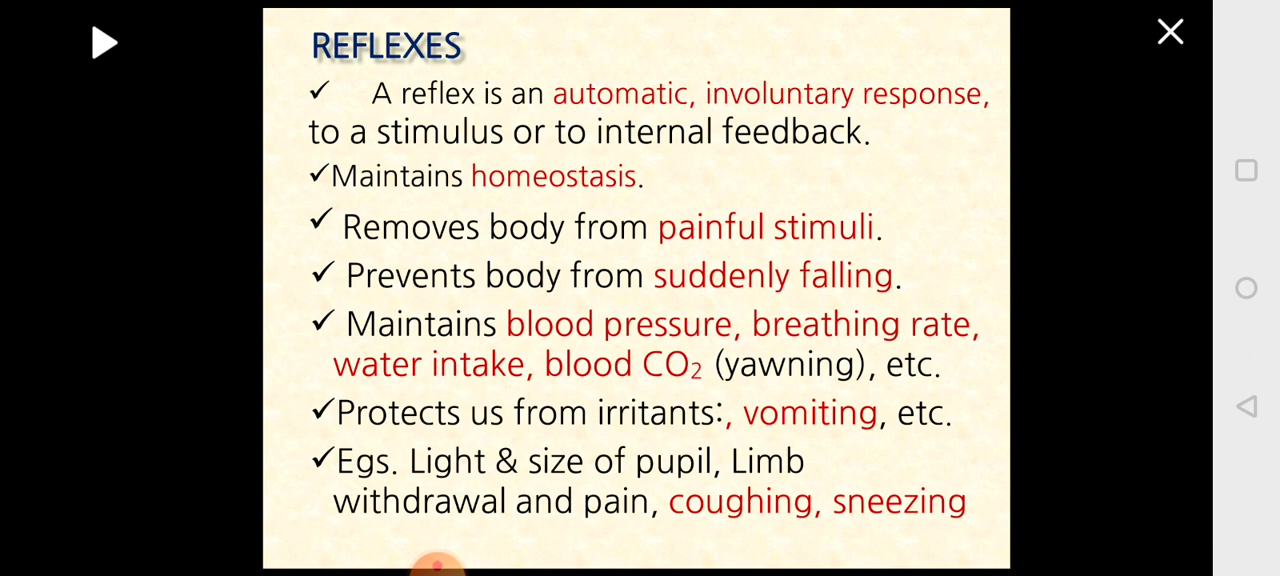 REFLEXES
✓ A reflex is an automatic, involuntary response,
to a stimulus or to internal feedback.
✓Maintains homeostasis.
✓ Removes body from painful stimuli.
✓ Prevents body from suddenly falling.
✓ Maintains blood pressure, breathing rate,
water intake, blood CO₂ (yawning), etc.
✓Protects us from irritants:, vomiting, etc.
✓Egs. Light & size of pupil, Limb
withdrawal and pain, coughing, sneezing